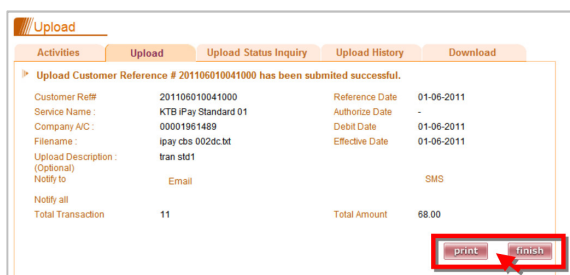 Upload
Activities Upload Upload Status Inquiry Upload History Download
Upload Customer Reference # 201106010041000 has been submited successful.
Customer Ref# 201106010041000 Reference Date 01-06-2011
Service Name : KTB iPay Standard 01 Authorize Date -
Company A/C : 00001961489 Debit Date 01-06-2011
Filename : ipay cbs 002dc.txt Effective Date 01-06-2011
Upload Description : tran std1
(Optional)
Notify to Email SMS
Notify all
Total Transaction 11 Total Amount 68.00
print finish